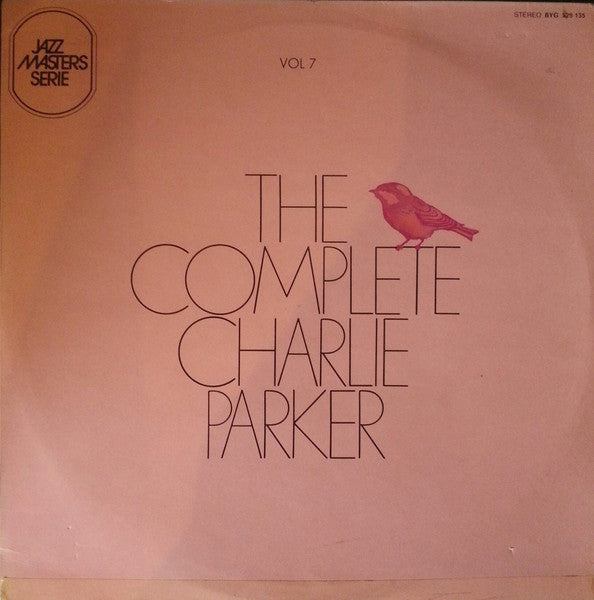 JAZZ
MASTERS
SERIE
STEREO BYG 529 135
VOL 7
THE
COMPLETE
CHARLIE
PARKER